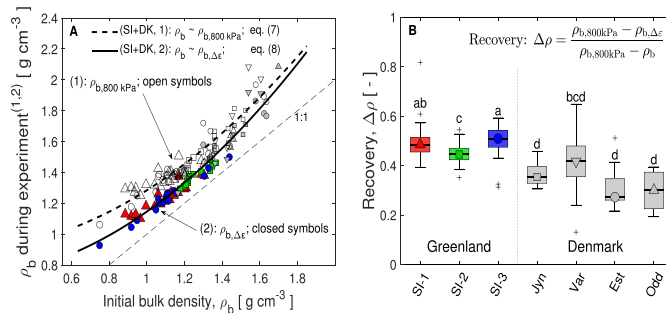 A
(SI+DK, 1): ρb ~ ρb,800 kPa; eq. (7)
(SI+DK, 2): ρb ~ ρb,Δε; eq. (8)
(1): ρb,800 kPa; open symbols
1:1
(2): ρb,Δε; closed symbols
ρb during experiment(1,2) [ g cm-3 ]
2.4
2.2
2
1.8
1.6
1.4
1.2
1
0.8
0.6 0.8 1 1.2 1.4 1.6 1.8 2
Initial bulk density, ρb [ g cm-3 ]
B
Recovery: Δρ = (ρb,800kPa − ρb,Δε) / (ρb,800kPa − ρb)
Recovery, Δρ [ - ]
1
0.8
0.6
0.4
0.2
0
ab c a d bcd d d
Greenland Denmark
SI-1 SI-2 SI-3 Jyn Var Est Odd